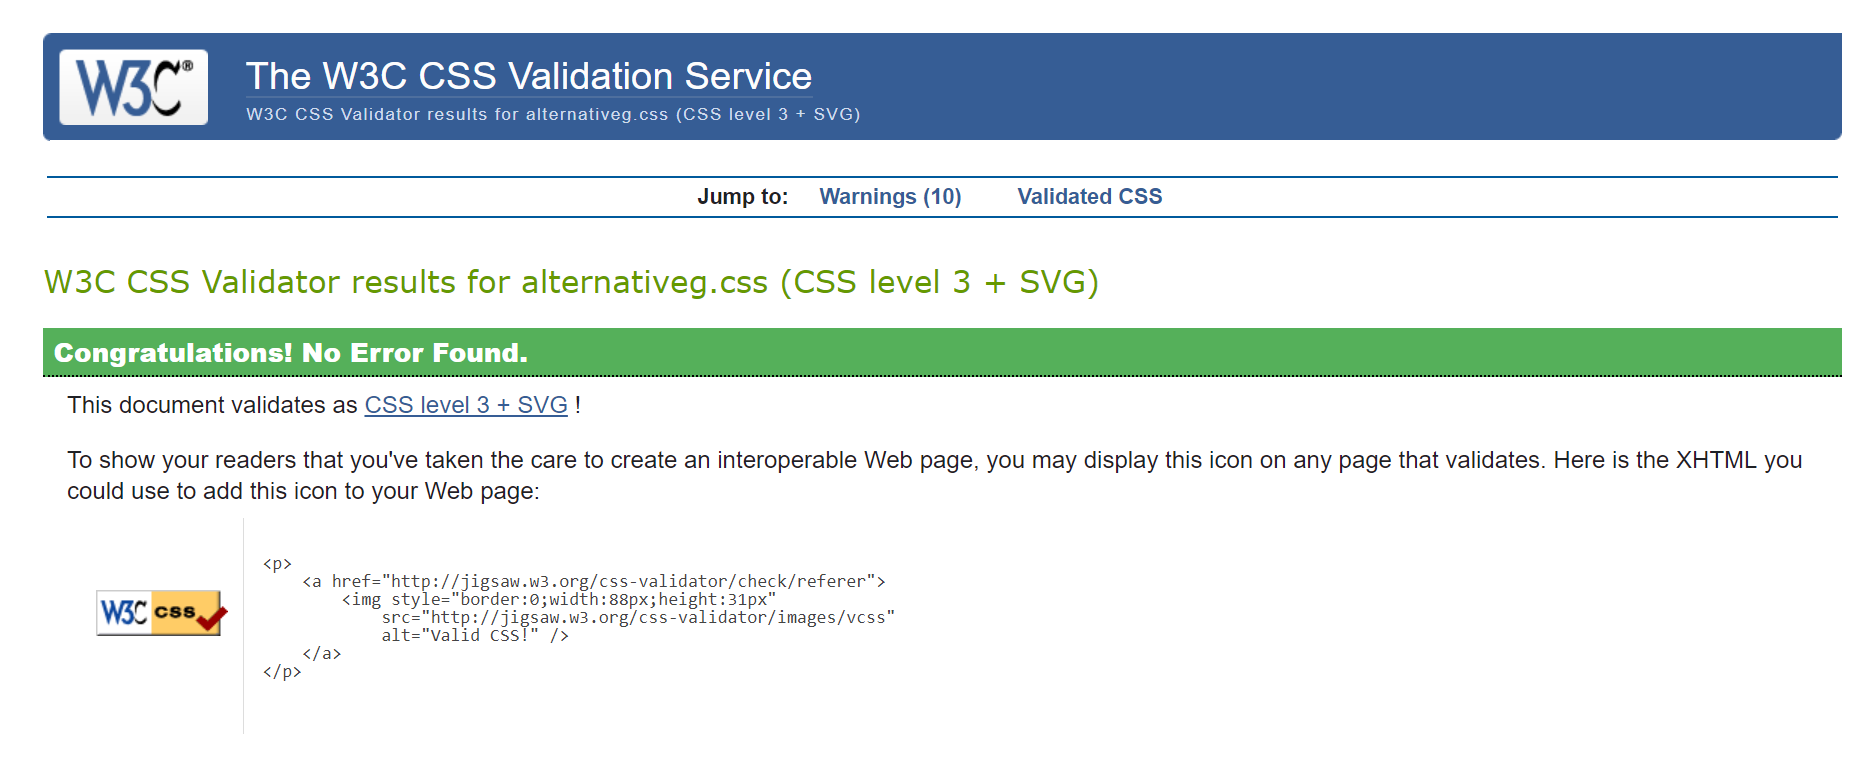 W3C®
The W3C CSS Validation Service
W3C CSS Validator results for alternativeg.css (CSS level 3 + SVG)
Jump to: Warnings (10) Validated CSS
W3C CSS Validator results for alternativeg.css (CSS level 3 + SVG)
Congratulations! No Error Found.
This document validates as CSS level 3 + SVG !
To show your readers that you've taken the care to create an interoperable Web page, you may display this icon on any page that validates. Here is the XHTML you
could use to add this icon to your Web page:
W3C css
<p>
    <a href="http://jigsaw.w3.org/css-validator/check/referer">
        <img style="border:0;width:88px;height:31px"
            src="http://jigsaw.w3.org/css-validator/images/vcss"
            alt="Valid CSS!" />
    </a>
</p>